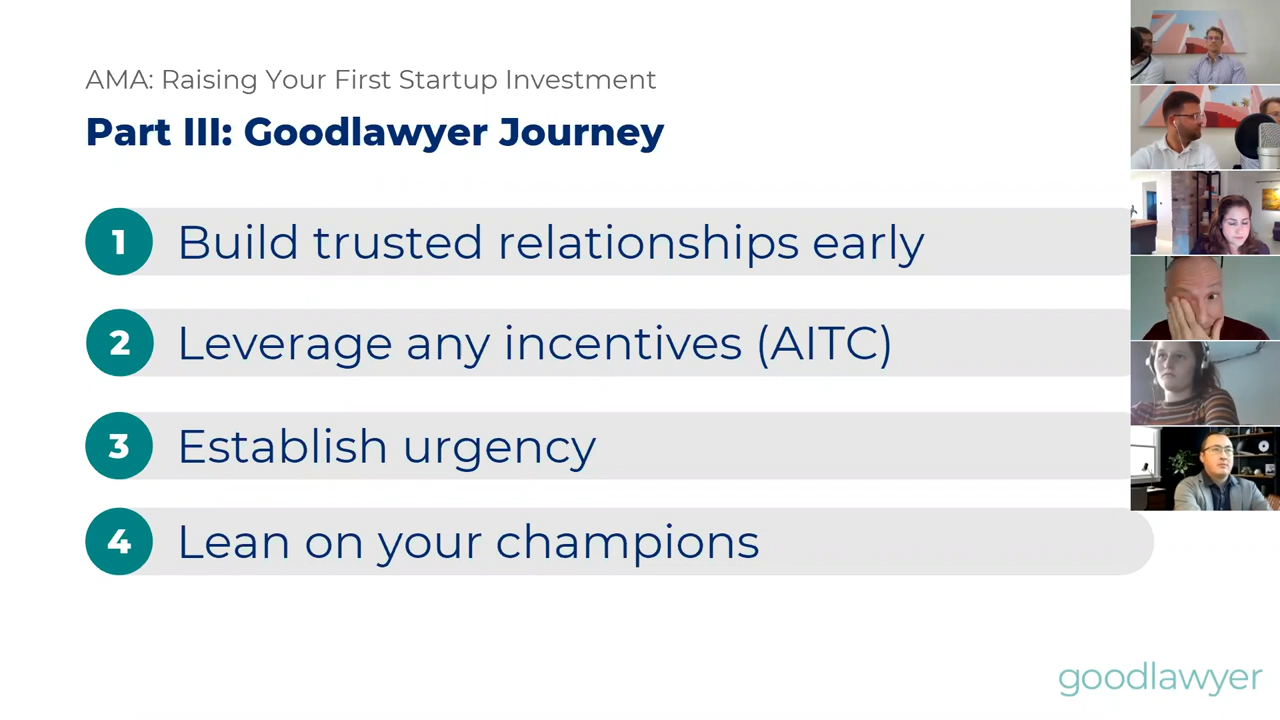 AMA: Raising Your First Startup Investment
Part III: Goodlawyer Journey
1 Build trusted relationships early
2 Leverage any incentives (AITC)
3 Establish urgency
4 Lean on your champions
goodlawyer